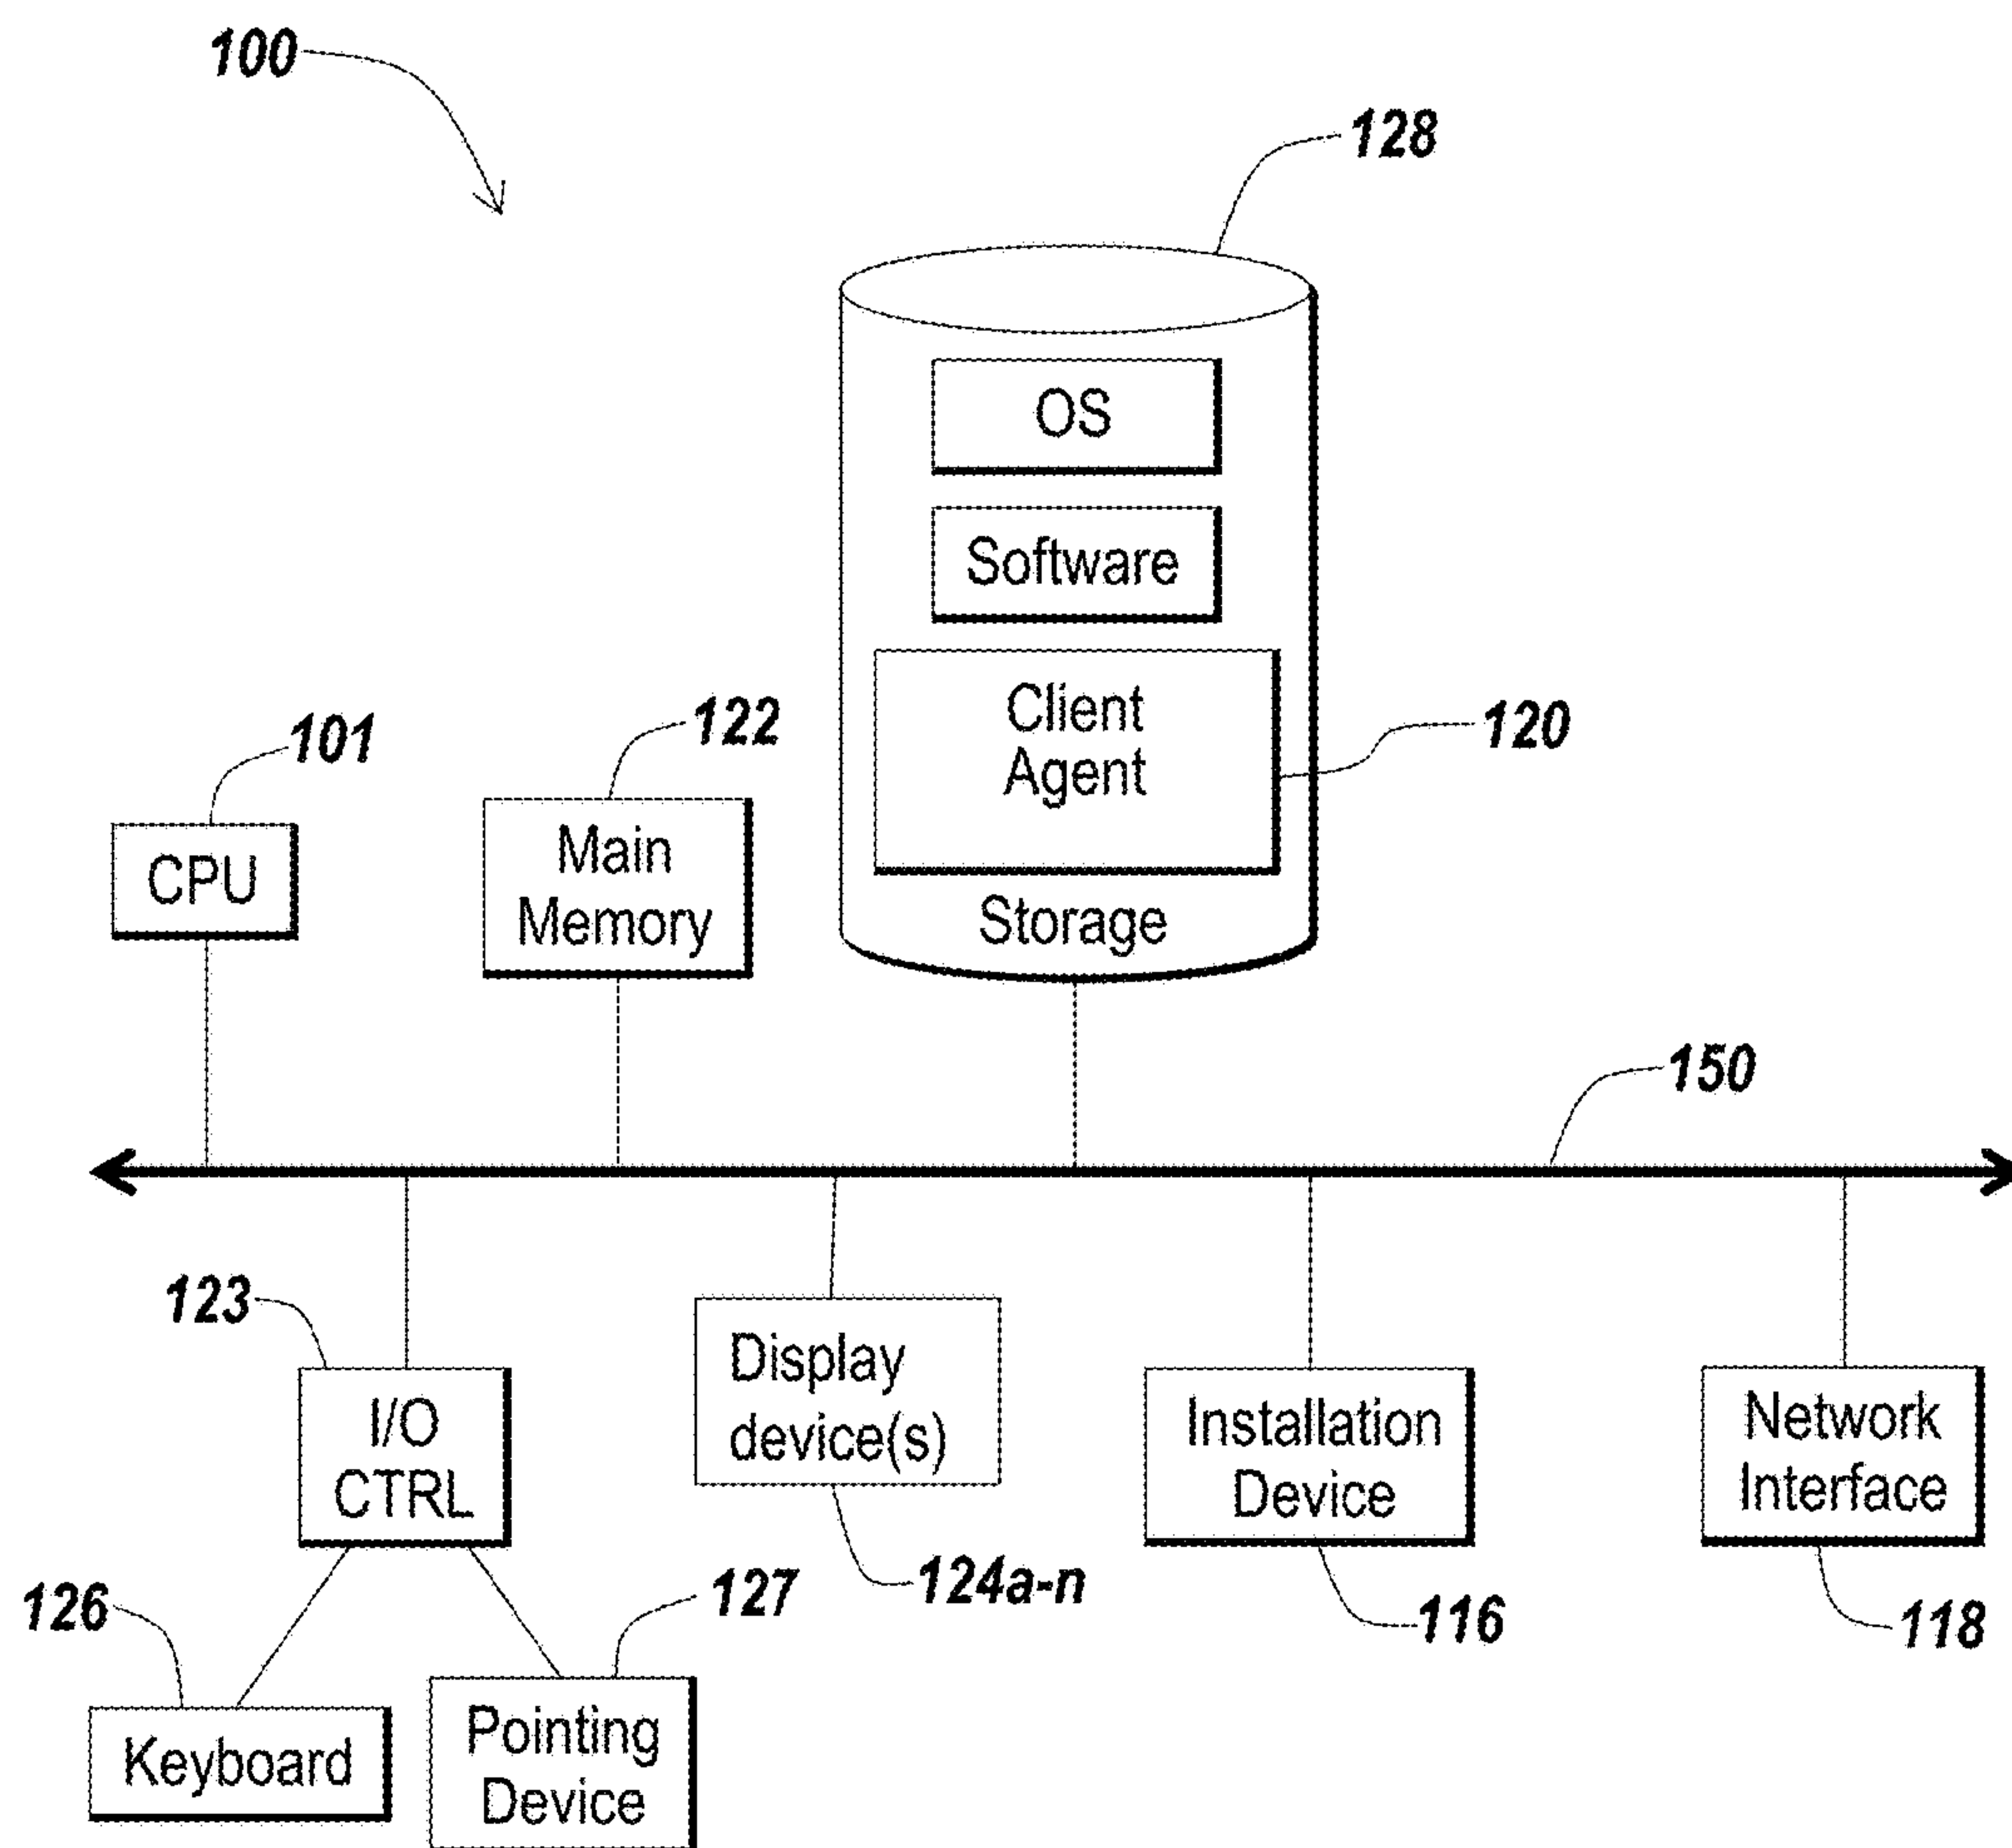 100
128
OS
Software
Client
Agent
120
Storage
101
CPU
122
Main
Memory
150
123
I/O
CTRL
Display
device(s)
124a-n
Installation
Device
116
Network
Interface
118
126
Keyboard
127
Pointing
Device